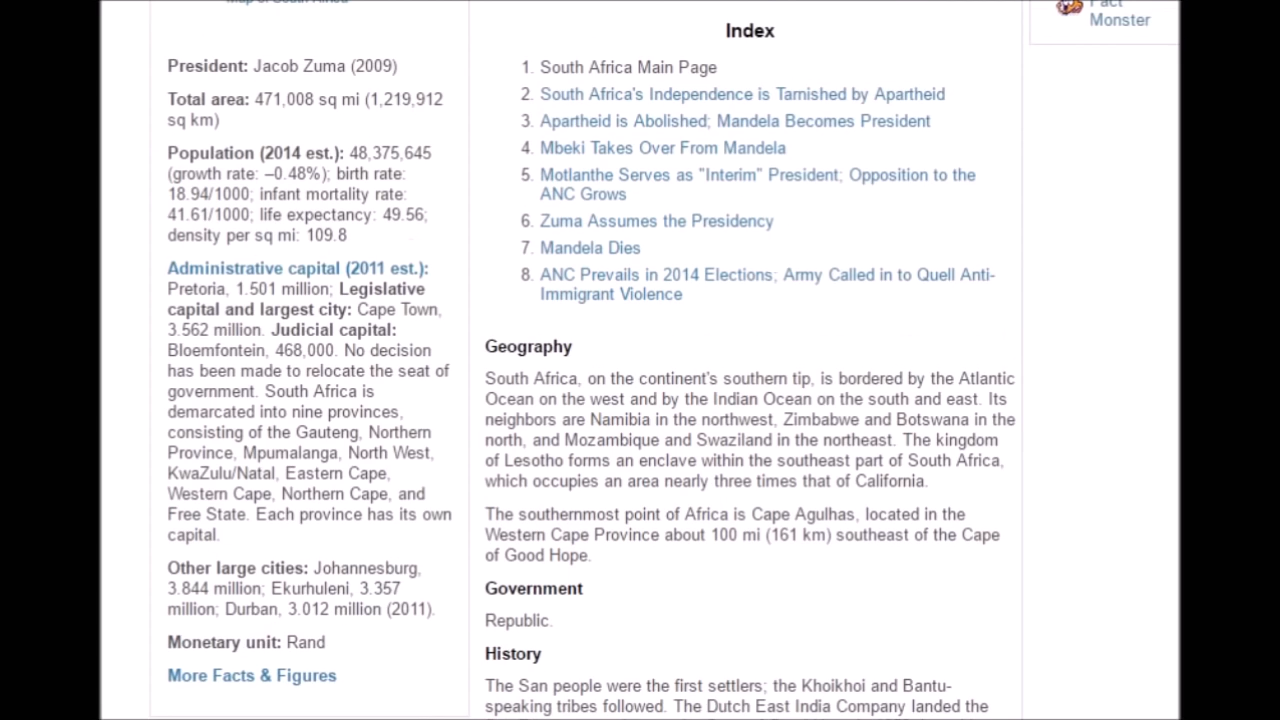 Map of South Africa
President: Jacob Zuma (2009)
Total area: 471,008 sq mi (1,219,912
sq km)
Population (2014 est.): 48,375,645
(growth rate: –0.48%); birth rate:
18.94/1000; infant mortality rate:
41.61/1000; life expectancy: 49.56;
density per sq mi: 109.8
Administrative capital (2011 est.):
Pretoria, 1.501 million; Legislative
capital and largest city: Cape Town,
3.562 million. Judicial capital:
Bloemfontein, 468,000. No decision
has been made to relocate the seat of
government. South Africa is
demarcated into nine provinces,
consisting of the Gauteng, Northern
Province, Mpumalanga, North West,
KwaZulu/Natal, Eastern Cape,
Western Cape, Northern Cape, and
Free State. Each province has its own
capital.
Other large cities: Johannesburg,
3.844 million; Ekurhuleni, 3.357
million; Durban, 3.012 million (2011).
Monetary unit: Rand
More Facts & Figures
Index
1. South Africa Main Page
2. South Africa's Independence is Tarnished by Apartheid
3. Apartheid is Abolished; Mandela Becomes President
4. Mbeki Takes Over From Mandela
5. Motlanthe Serves as "Interim" President; Opposition to the
ANC Grows
6. Zuma Assumes the Presidency
7. Mandela Dies
8. ANC Prevails in 2014 Elections; Army Called in to Quell Anti-
Immigrant Violence
Geography
South Africa, on the continent's southern tip, is bordered by the Atlantic
Ocean on the west and by the Indian Ocean on the south and east. Its
neighbors are Namibia in the northwest, Zimbabwe and Botswana in the
north, and Mozambique and Swaziland in the northeast. The kingdom
of Lesotho forms an enclave within the southeast part of South Africa,
which occupies an area nearly three times that of California.
The southernmost point of Africa is Cape Agulhas, located in the
Western Cape Province about 100 mi (161 km) southeast of the Cape
of Good Hope.
Government
Republic.
History
The San people were the first settlers; the Khoikhoi and Bantu-
speaking tribes followed. The Dutch East India Company landed the
Fact
Monster